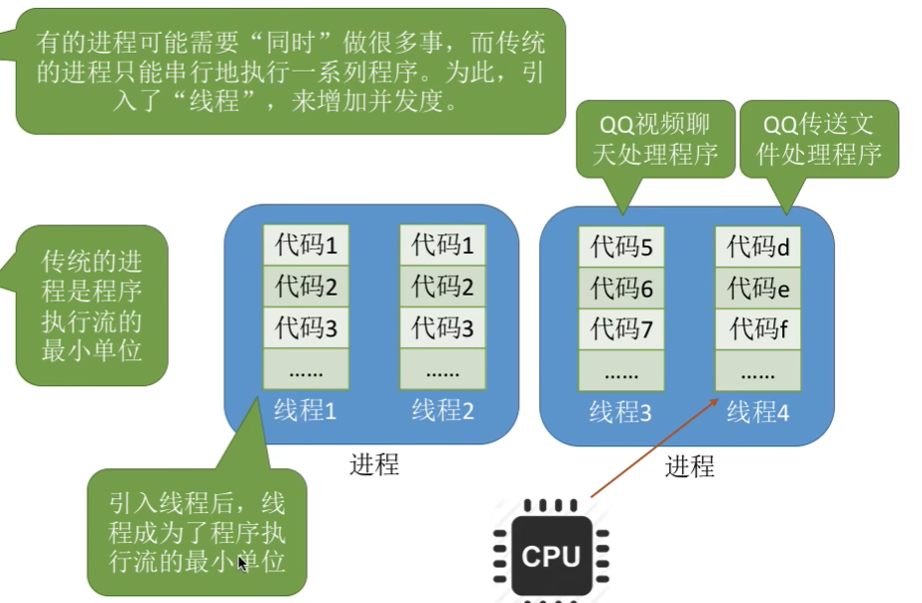 有的进程可能需要“同时”做很多事，而传统
的进程只能串行地执行一系列程序。为此，引
入了“线程”，来增加并发度。
QQ视频聊
天处理程序
QQ传送文
件处理程序
传统的进
程是程序
执行流的
最小单位
代码1
代码2
代码3
……
线程1
代码1
代码2
代码3
……
线程2
进程
代码5
代码6
代码7
……
线程3
代码d
代码e
代码f
……
线程4
进程
引入线程后，线
程成为了程序执
行流的最小单位
CPU